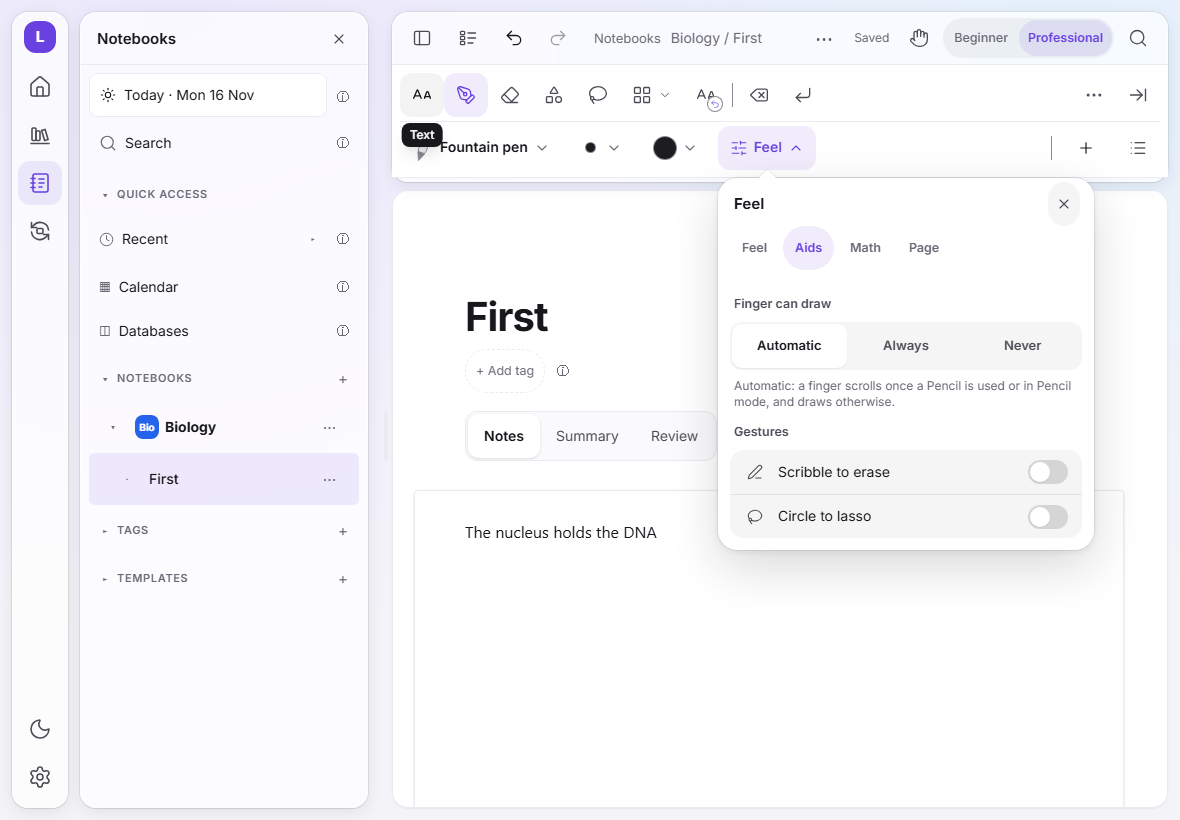 L
Notebooks
Today · Mon 16 Nov
Search
QUICK ACCESS
Recent
Calendar
Databases
NOTEBOOKS
Bio Biology
First
TAGS
TEMPLATES
Notebooks Biology / First
Saved
Beginner Professional
AA
Text
Fountain pen
Feel
First
+ Add tag
Notes Summary Review
The nucleus holds the DNA
Feel
Feel Aids Math Page
Finger can draw
Automatic Always Never
Automatic: a finger scrolls once a Pencil is used or in Pencil
mode, and draws otherwise.
Gestures
Scribble to erase
Circle to lasso